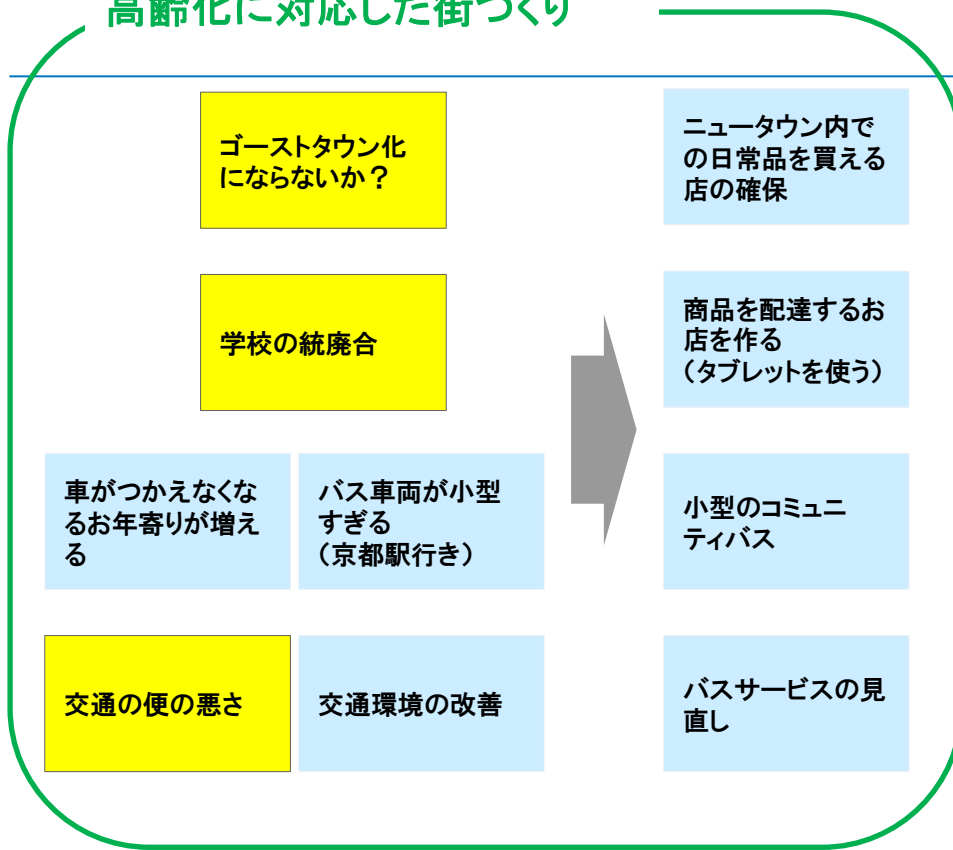 高齢化に対応した街づくり
ゴーストタウン化
にならないか？
学校の統廃合
車がつかえなくな
るお年寄りが増え
る
バス車両が小型
すぎる
（京都駅行き）
交通の便の悪さ
交通環境の改善
ニュータウン内で
の日常品を買える
店の確保
商品を配達するお
店を作る
（タブレットを使う）
小型のコミュニ
ティバス
バスサービスの見
直し